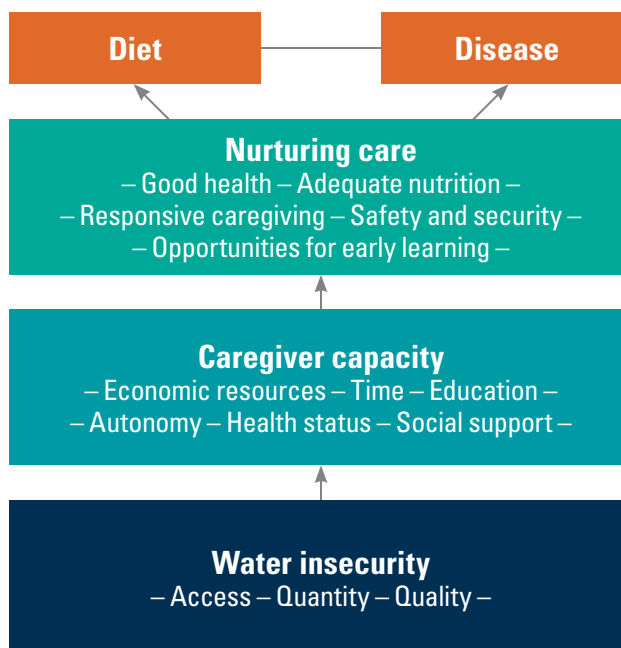 Diet
Disease
Nurturing care
– Good health – Adequate nutrition –
– Responsive caregiving – Safety and security –
– Opportunities for early learning –
Caregiver capacity
– Economic resources – Time – Education –
– Autonomy – Health status – Social support –
Water insecurity
– Access – Quantity – Quality –